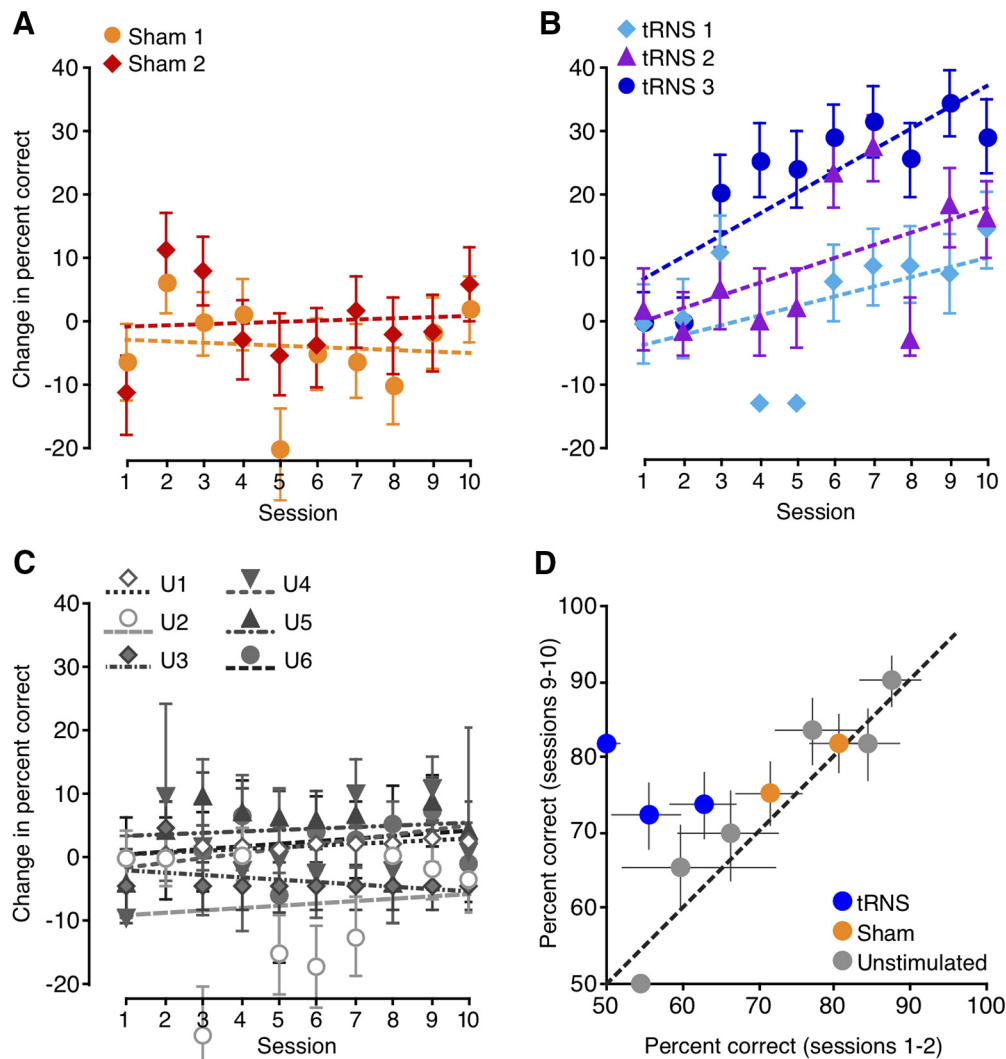 A
Sham 1
Sham 2
40
30
20
10
0
-10
-20
Change in percent correct
1 2 3 4 5 6 7 8 9 10
Session
B
tRNS 1
tRNS 2
tRNS 3
40
30
20
10
0
-10
-20
1 2 3 4 5 6 7 8 9 10
Session
C
U1 U4
U2 U5
U3 U6
40
30
20
10
0
-10
-20
Change in percent correct
1 2 3 4 5 6 7 8 9 10
Session
D
100
90
80
70
60
50
Percent correct (sessions 9-10)
tRNS
Sham
Unstimulated
50 60 70 80 90 100
Percent correct (sessions 1-2)